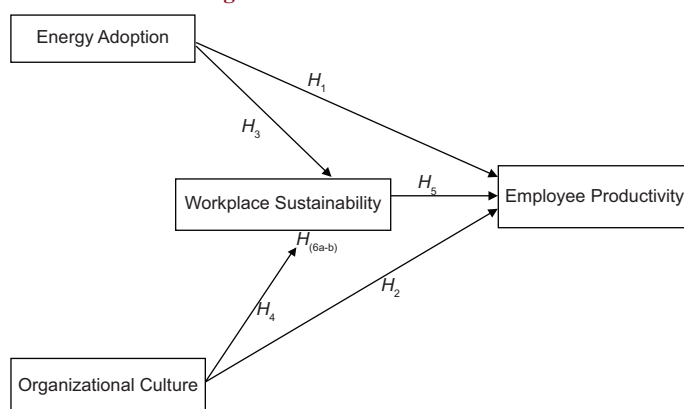 Energy Adoption
H1
H3
Workplace Sustainability
H5
Employee Productivity
H(6a-b)
H2
H4
Organizational Culture